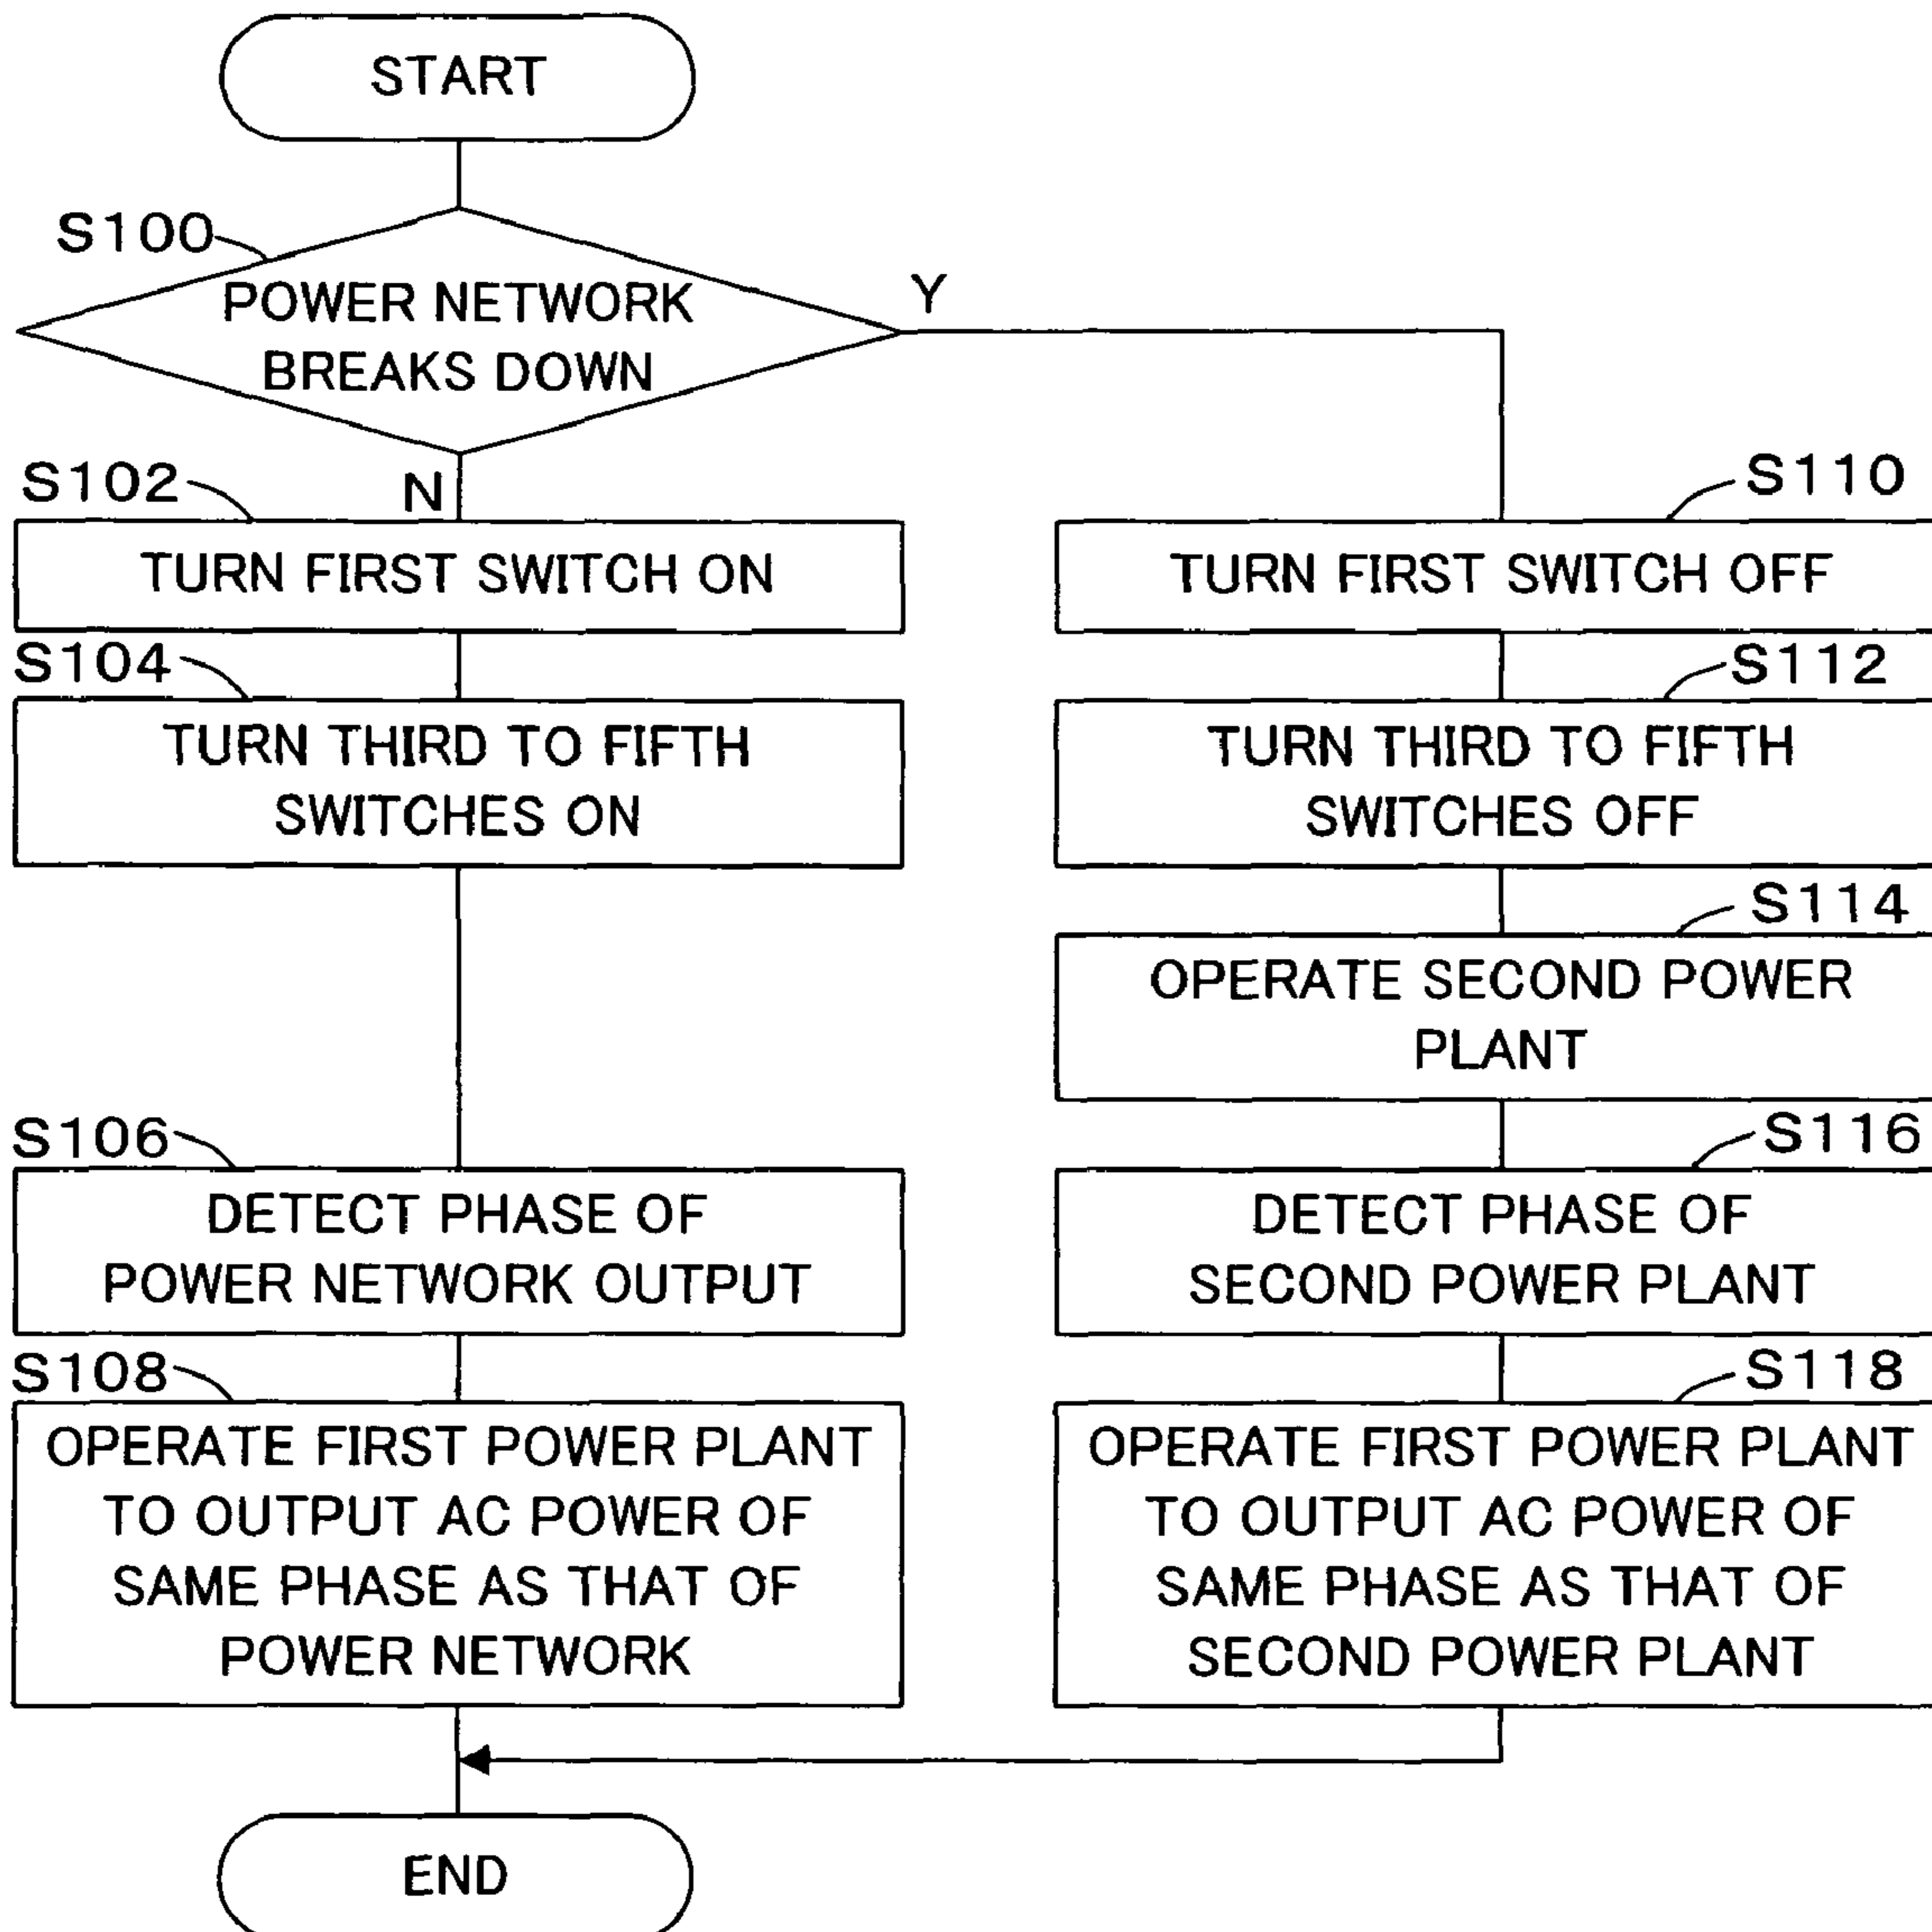 START
S100
POWER NETWORK
BREAKS DOWN
Y
N
S102
TURN FIRST SWITCH ON
S104
TURN THIRD TO FIFTH
SWITCHES ON
S106
DETECT PHASE OF
POWER NETWORK OUTPUT
S108
OPERATE FIRST POWER PLANT
TO OUTPUT AC POWER OF
SAME PHASE AS THAT OF
POWER NETWORK
S110
TURN FIRST SWITCH OFF
S112
TURN THIRD TO FIFTH
SWITCHES OFF
S114
OPERATE SECOND POWER
PLANT
S116
DETECT PHASE OF
SECOND POWER PLANT
S118
OPERATE FIRST POWER PLANT
TO OUTPUT AC POWER OF
SAME PHASE AS THAT OF
SECOND POWER PLANT
END